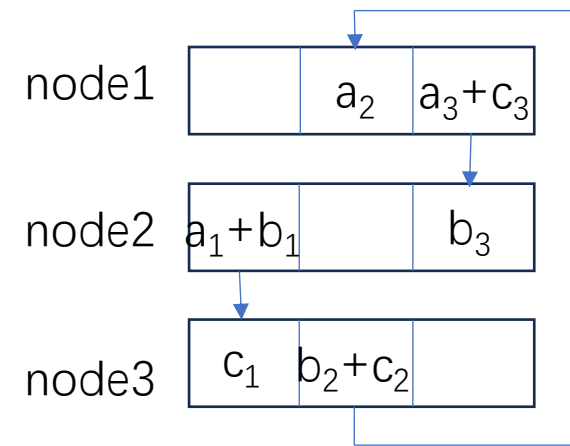 node1 a₂ a₃+c₃
node2 a₁+b₁ b₃
node3 c₁ b₂+c₂